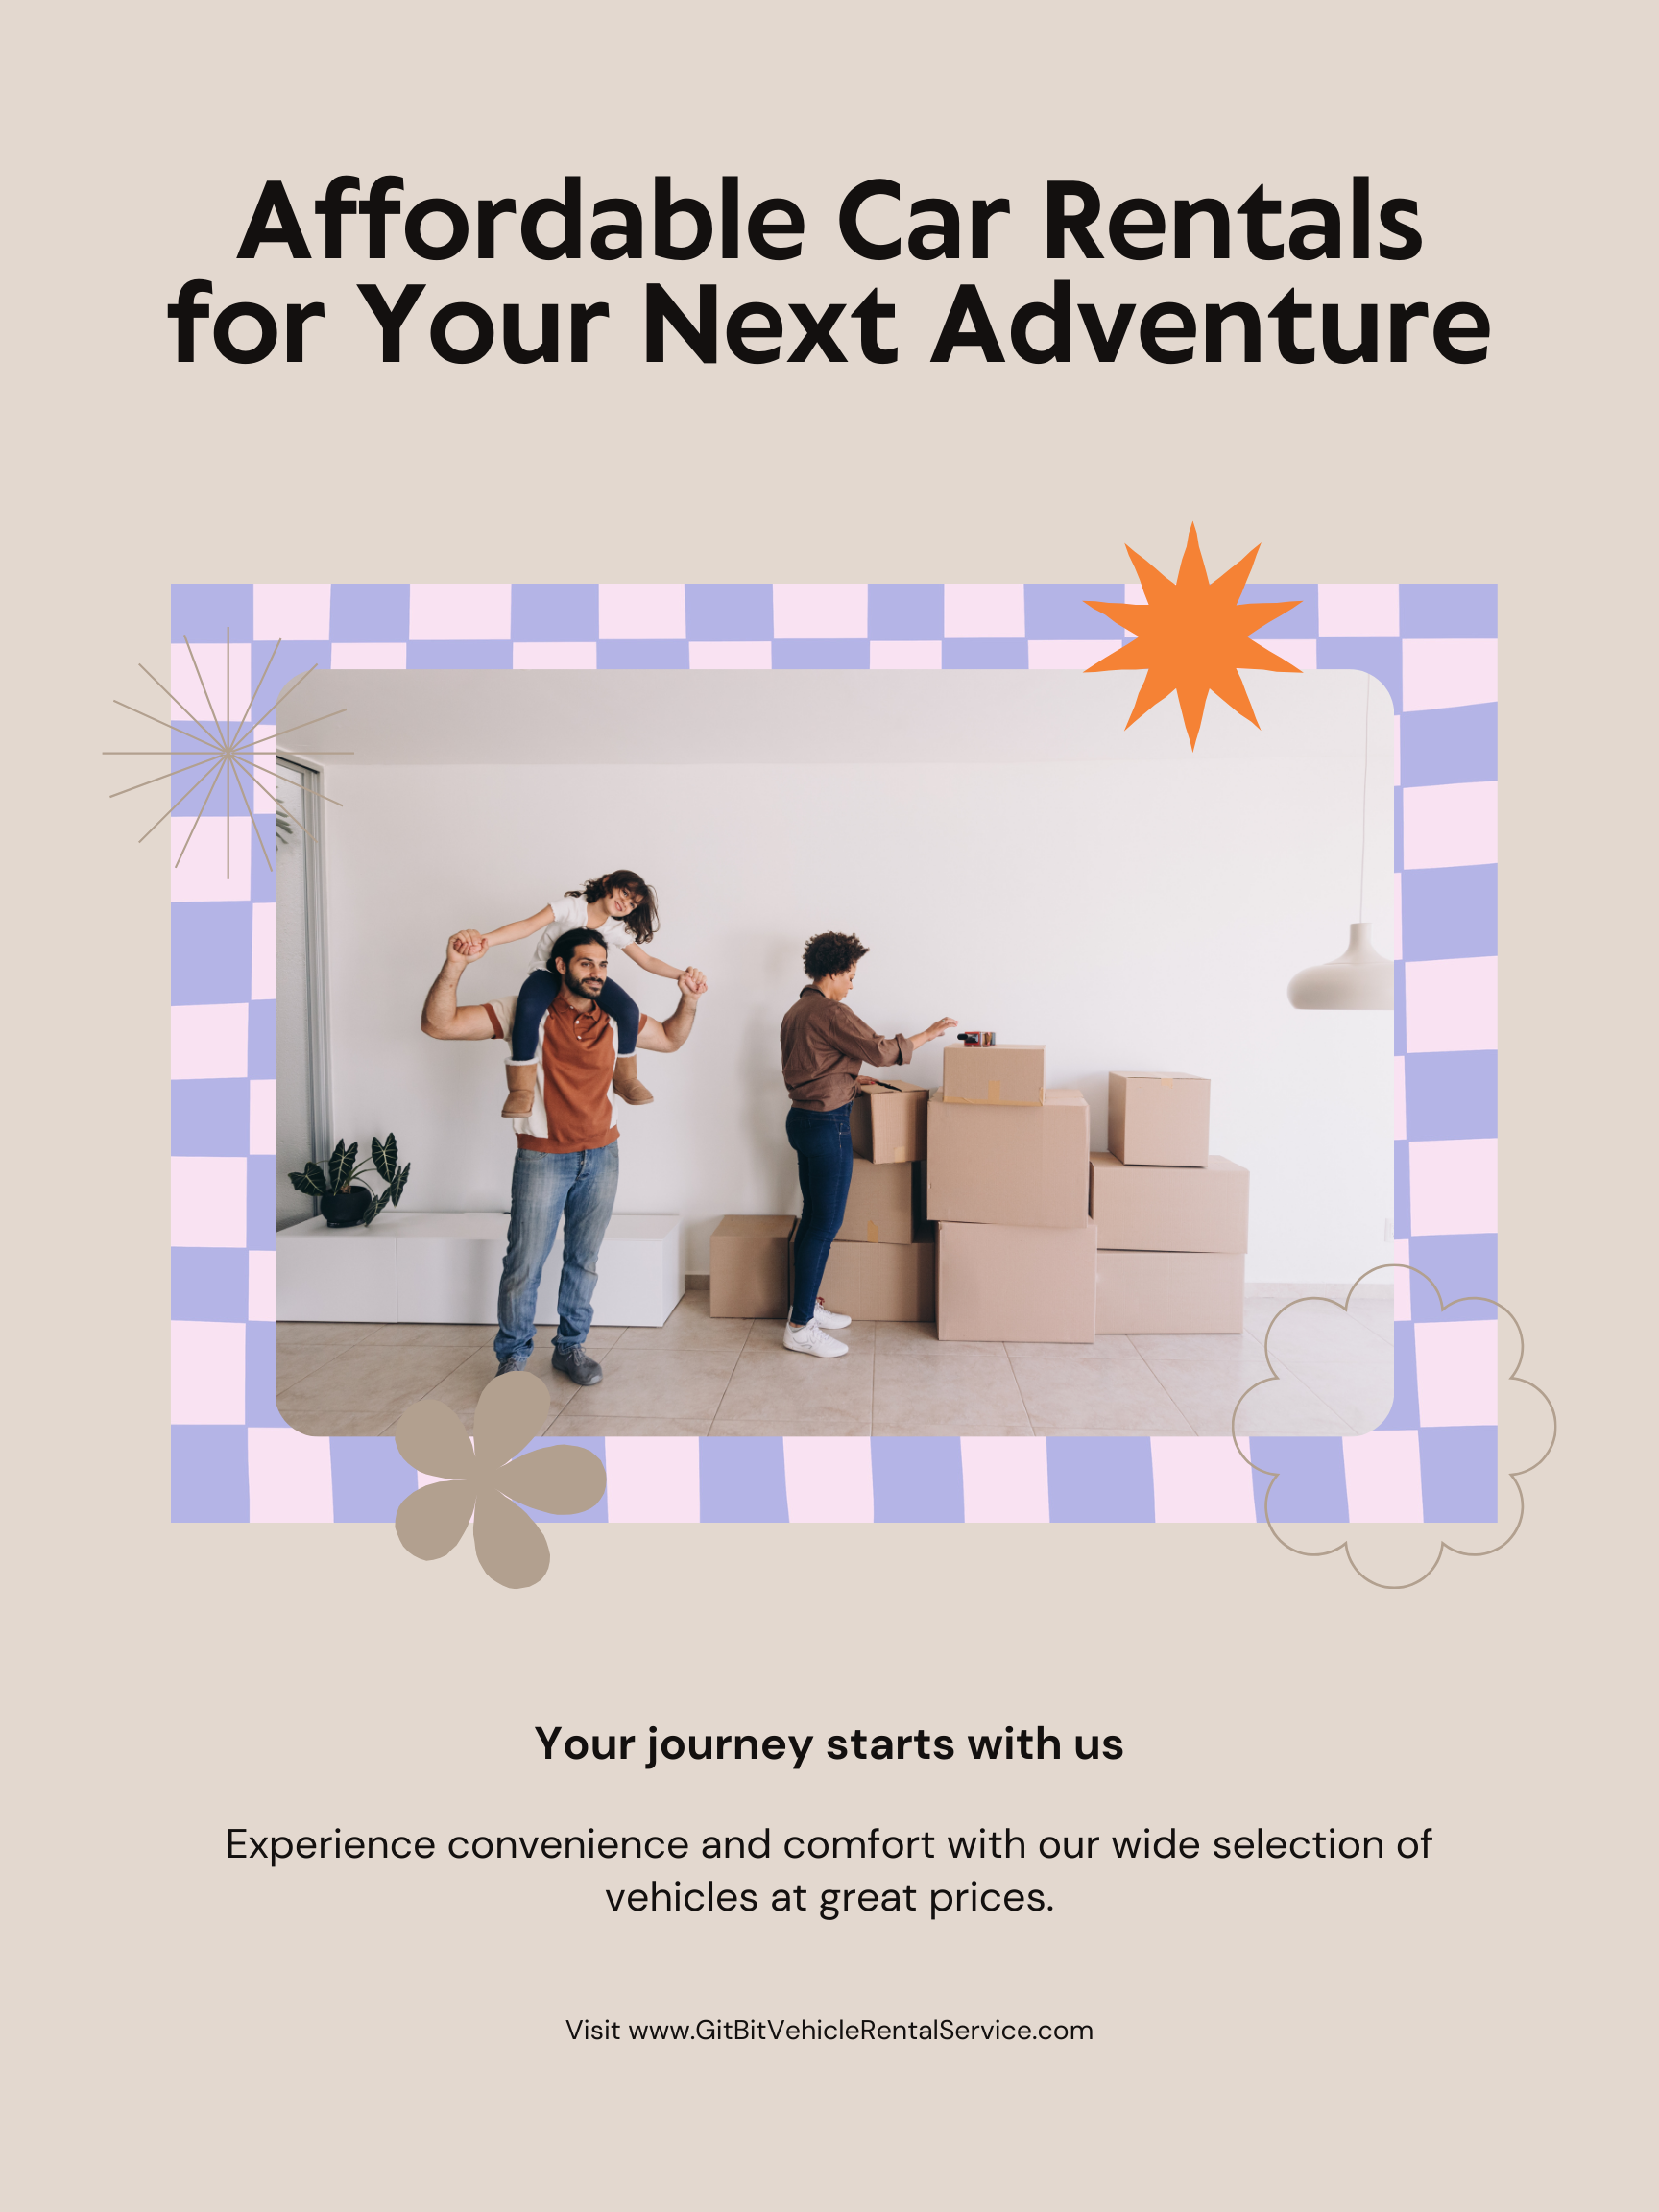 Affordable Car Rentals
for Your Next Adventure
Your journey starts with us
Experience convenience and comfort with our wide selection of
vehicles at great prices.
Visit www.GitBitVehicleRentalService.com